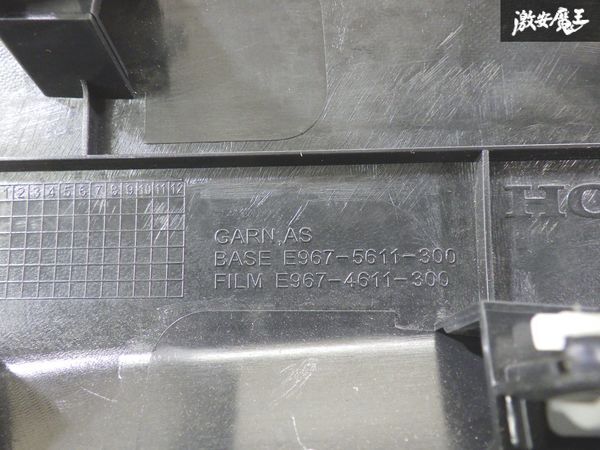 激安魔王
1 2 3 4 5 6 7 8 9 10 11 12
HO
GARN,AS
BASE E967-5611-300
FILM E967-4611-300